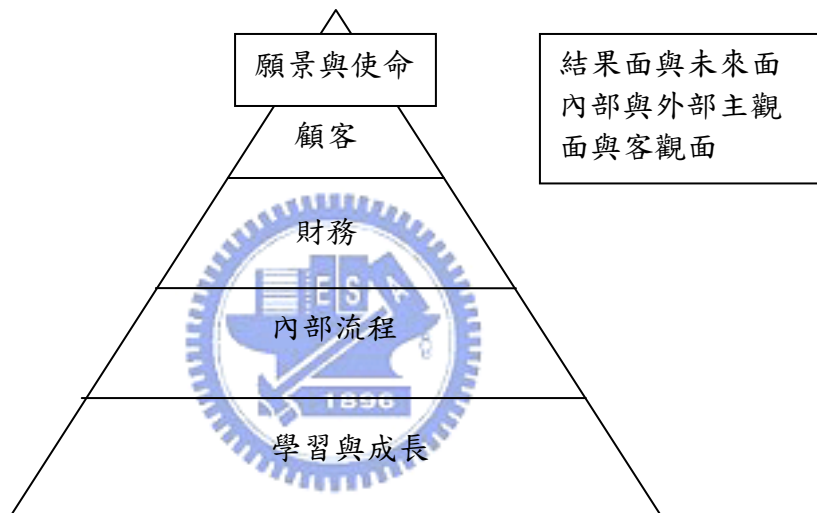 願景與使命
顧客
財務
內部流程
學習與成長
結果面與未來面
內部與外部主觀
面與客觀面
E S
1896